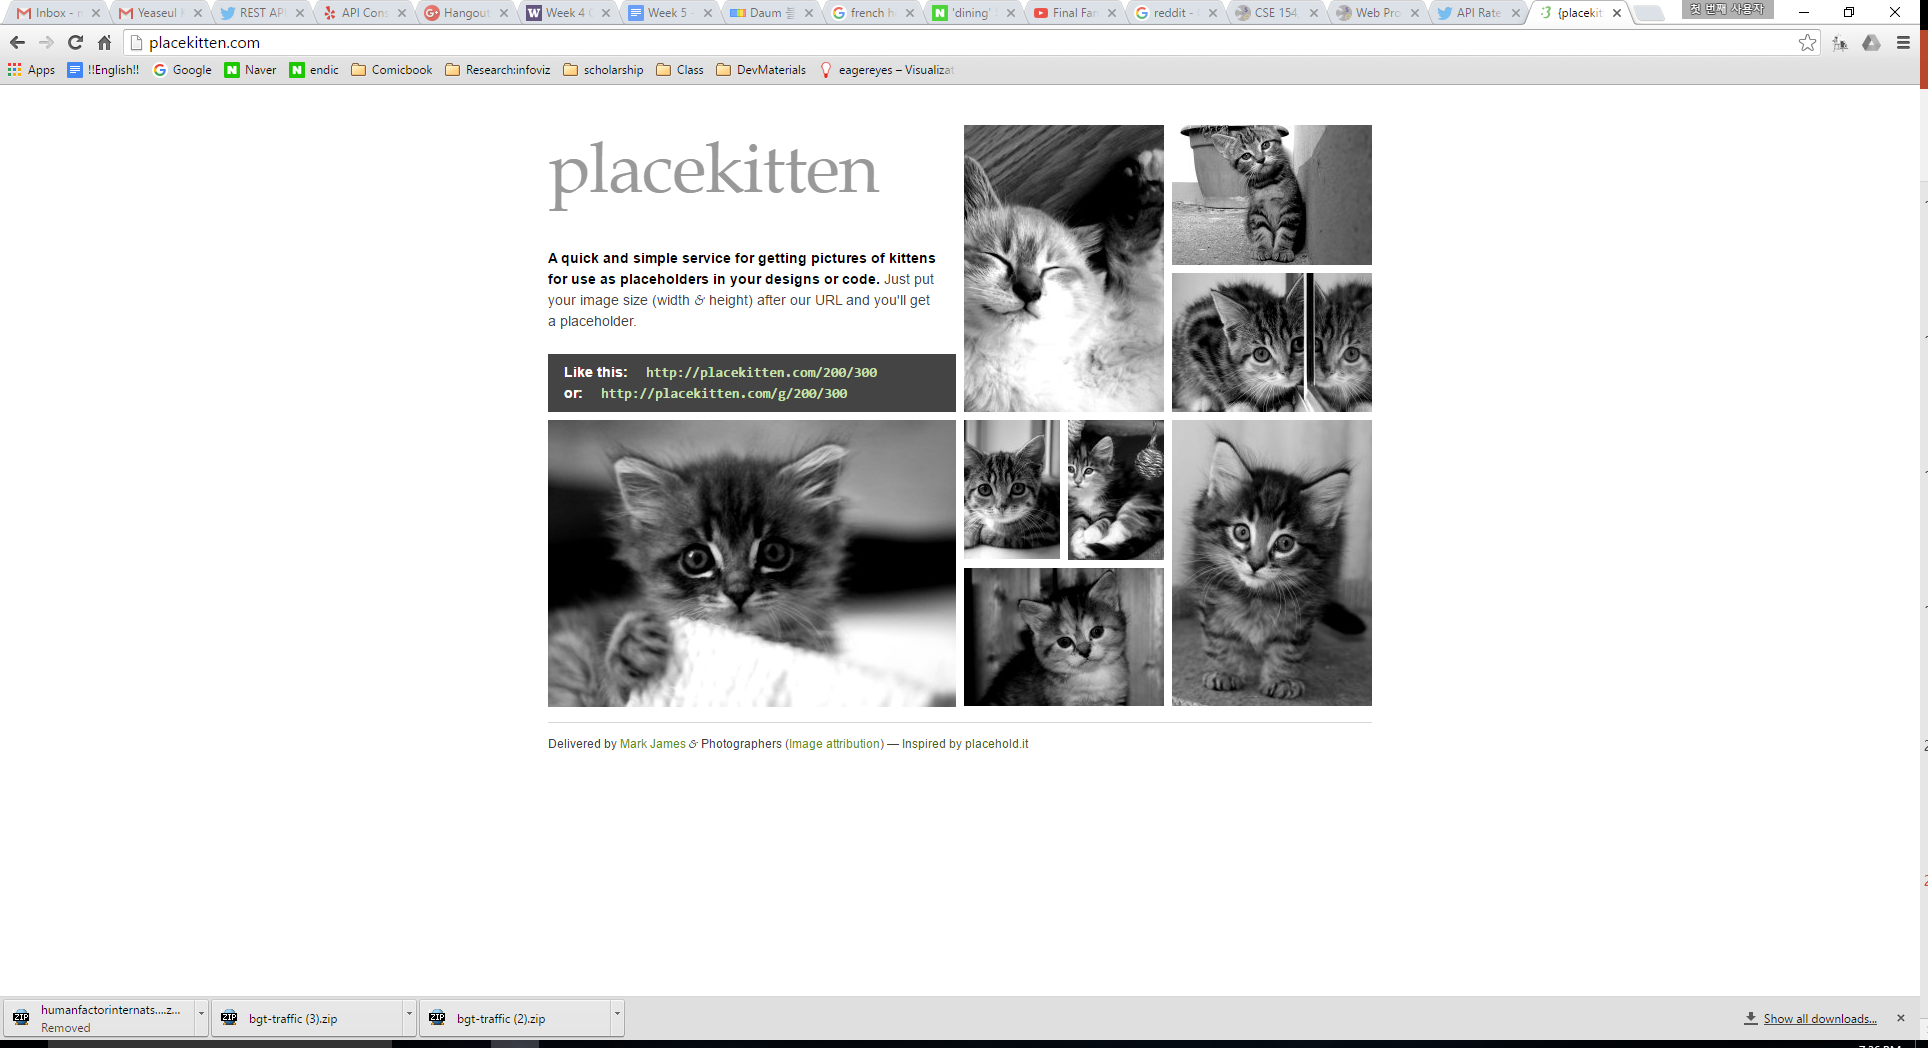 Inbox - r
Yeaseul
REST API
API Cons
Hangout
Week 4
Week 5 -
Daum
french h
'dining'
Final Fan
reddit -
CSE 154
Web Pro
API Rate
{placekit
첫 번째 사용자
placekitten.com
Apps
!!English!!
Google
Naver
endic
Comicbook
Research:infoviz
scholarship
Class
DevMaterials
eagereyes – Visualizat
placekitten
A quick and simple service for getting pictures of kittens
for use as placeholders in your designs or code. Just put
your image size (width & height) after our URL and you'll get
a placeholder.
Like this: http://placekitten.com/200/300
or: http://placekitten.com/g/200/300
Delivered by Mark James & Photographers (Image attribution) — Inspired by placehold.it
humanfactorinternats....z...
Removed
bgt-traffic (3).zip
bgt-traffic (2).zip
Show all downloads...